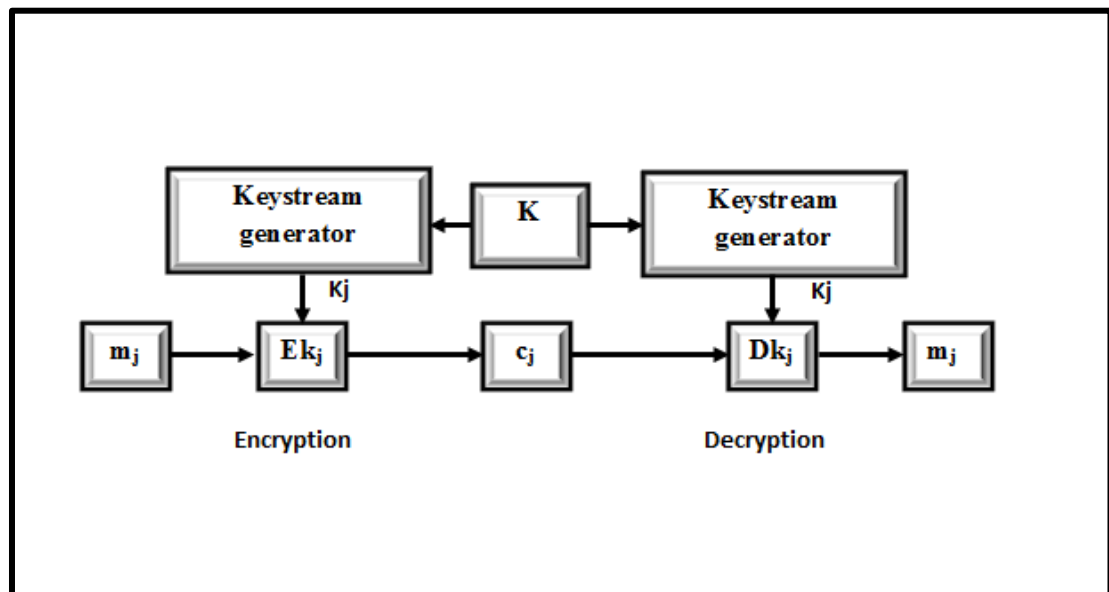 Keystream
generator
K
Keystream
generator
Kj
Kj
mⱼ
Ekⱼ
cⱼ
Dkⱼ
mⱼ
Encryption
Decryption